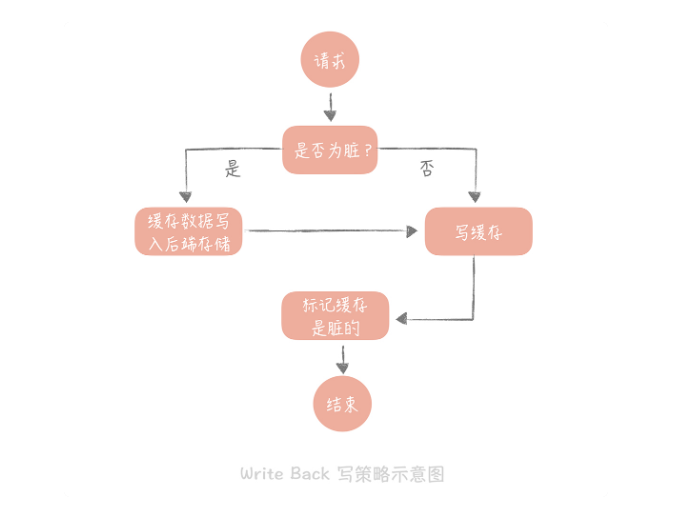 请求
是否为脏？
是
否
缓存数据写
入后端存储
写缓存
标记缓存
是脏的
结束
Write Back 写策略示意图